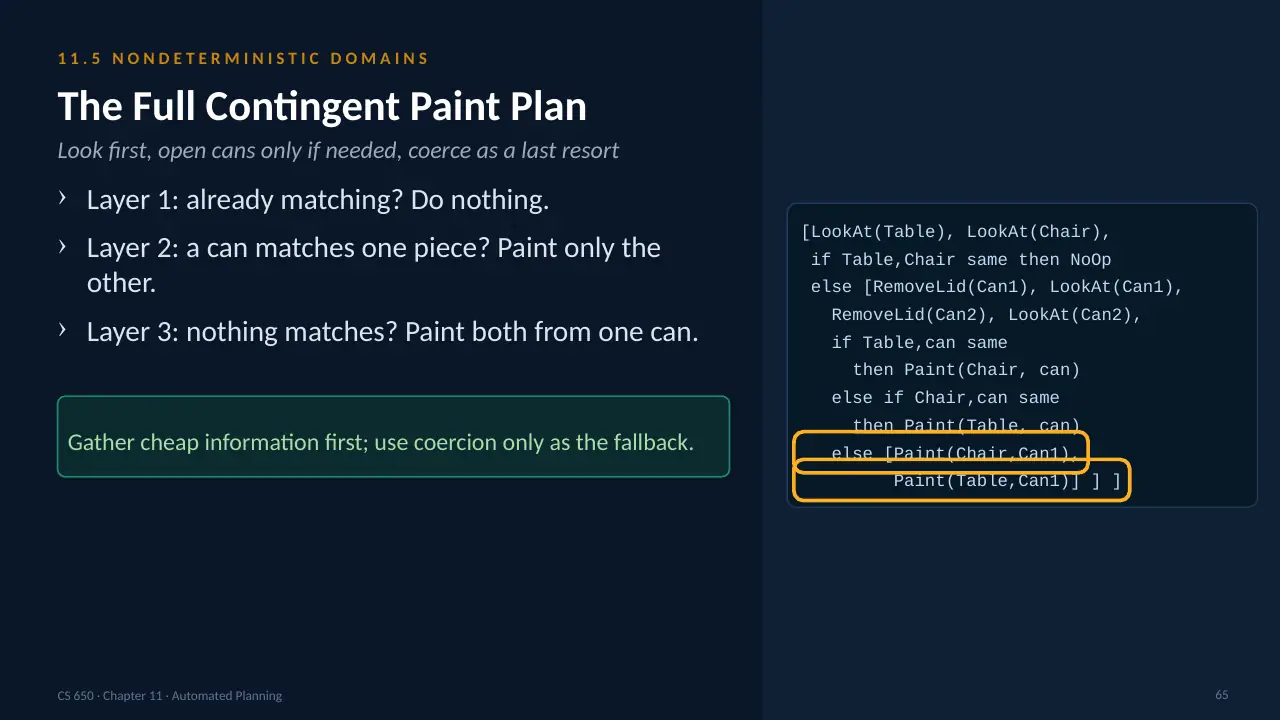 11.5 NONDETERMINISTIC DOMAINS
The Full Contingent Paint Plan
Look first, open cans only if needed, coerce as a last resort
› Layer 1: already matching? Do nothing.
› Layer 2: a can matches one piece? Paint only the
other.
› Layer 3: nothing matches? Paint both from one can.
Gather cheap information first; use coercion only as the fallback.
[LookAt(Table), LookAt(Chair),
if Table,Chair same then NoOp
else [RemoveLid(Can1), LookAt(Can1),
RemoveLid(Can2), LookAt(Can2),
if Table,can same
then Paint(Chair, can)
else if Chair,can same
then Paint(Table, can)
else [Paint(Chair,Can1),
Paint(Table,Can1)] ] ]
CS 650 · Chapter 11 · Automated Planning
65